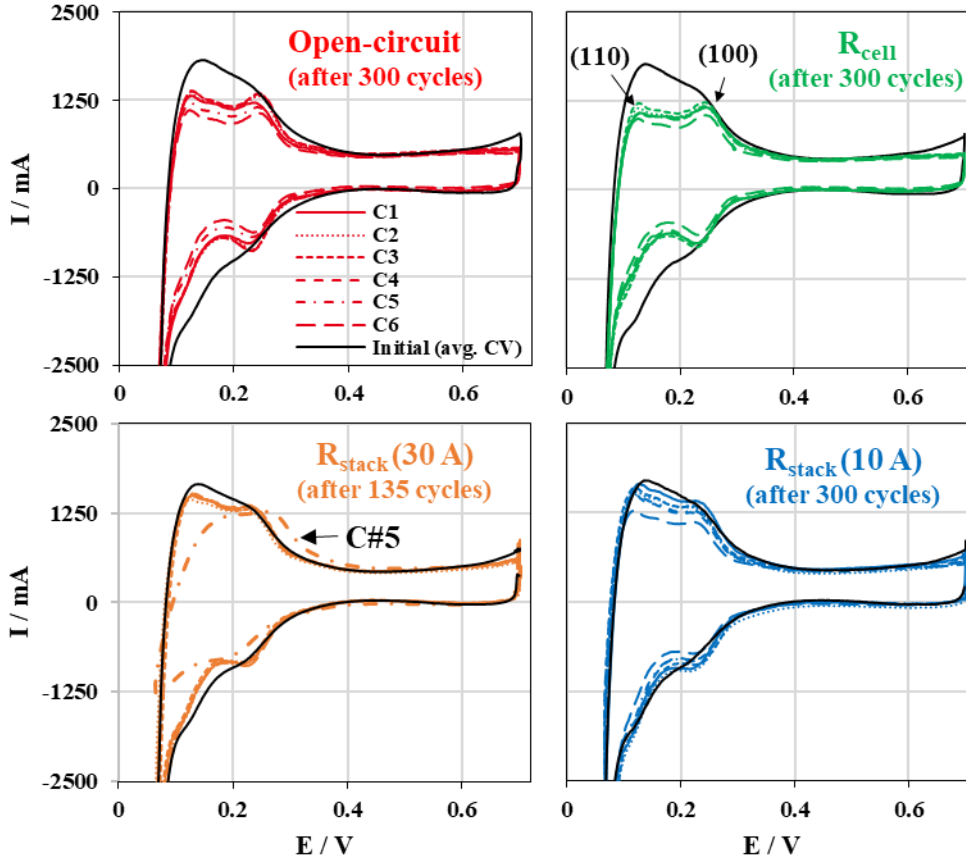 2500
1250
0
-1250
-2500
I / mA
Open-circuit
(after 300 cycles)
C1
C2
C3
C4
C5
C6
Initial (avg. CV)
0
0.2
0.4
0.6
R_cell
(after 300 cycles)
(110)
(100)
0
0.2
0.4
0.6
2500
1250
0
-1250
-2500
I / mA
R_stack (30 A)
(after 135 cycles)
C#5
0
0.2
0.4
0.6
E / V
R_stack (10 A)
(after 300 cycles)
0
0.2
0.4
0.6
E / V